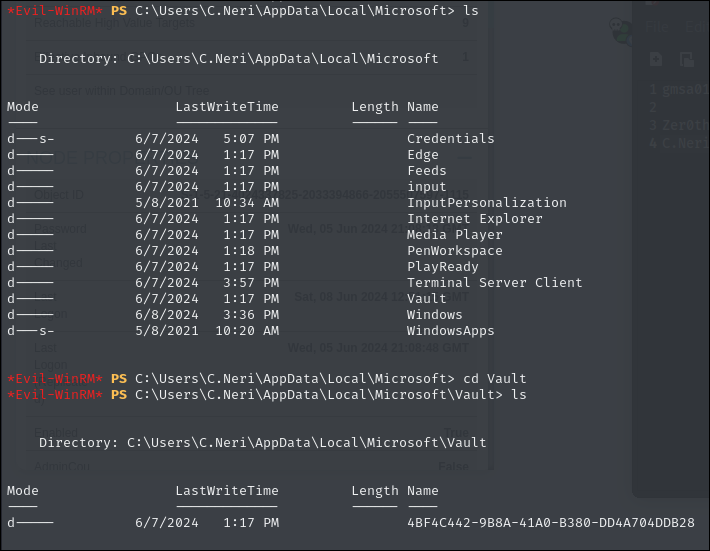 *Evil-WinRM* PS C:\Users\C.Neri\AppData\Local\Microsoft> ls
Directory: C:\Users\C.Neri\AppData\Local\Microsoft
Mode LastWriteTime Length Name
---- ------------- ------ ----
d---s- 6/7/2024 5:07 PM Credentials
d----- 6/7/2024 1:17 PM Edge
d----- 6/7/2024 1:17 PM Feeds
d----- 6/7/2024 1:17 PM input
d----- 5/8/2021 10:34 AM InputPersonalization
d----- 6/7/2024 1:17 PM Internet Explorer
d----- 6/7/2024 1:17 PM Media Player
d----- 6/7/2024 1:18 PM PenWorkspace
d----- 6/7/2024 1:17 PM PlayReady
d----- 6/7/2024 3:57 PM Terminal Server Client
d----- 6/7/2024 1:17 PM Vault
d----- 6/8/2024 3:36 PM Windows
d---s- 5/8/2021 10:20 AM WindowsApps
*Evil-WinRM* PS C:\Users\C.Neri\AppData\Local\Microsoft> cd Vault
*Evil-WinRM* PS C:\Users\C.Neri\AppData\Local\Microsoft\Vault> ls
Directory: C:\Users\C.Neri\AppData\Local\Microsoft\Vault
Mode LastWriteTime Length Name
---- ------------- ------ ----
d----- 6/7/2024 1:17 PM 4BF4C442-9B8A-41A0-B380-DD4A704DDB28